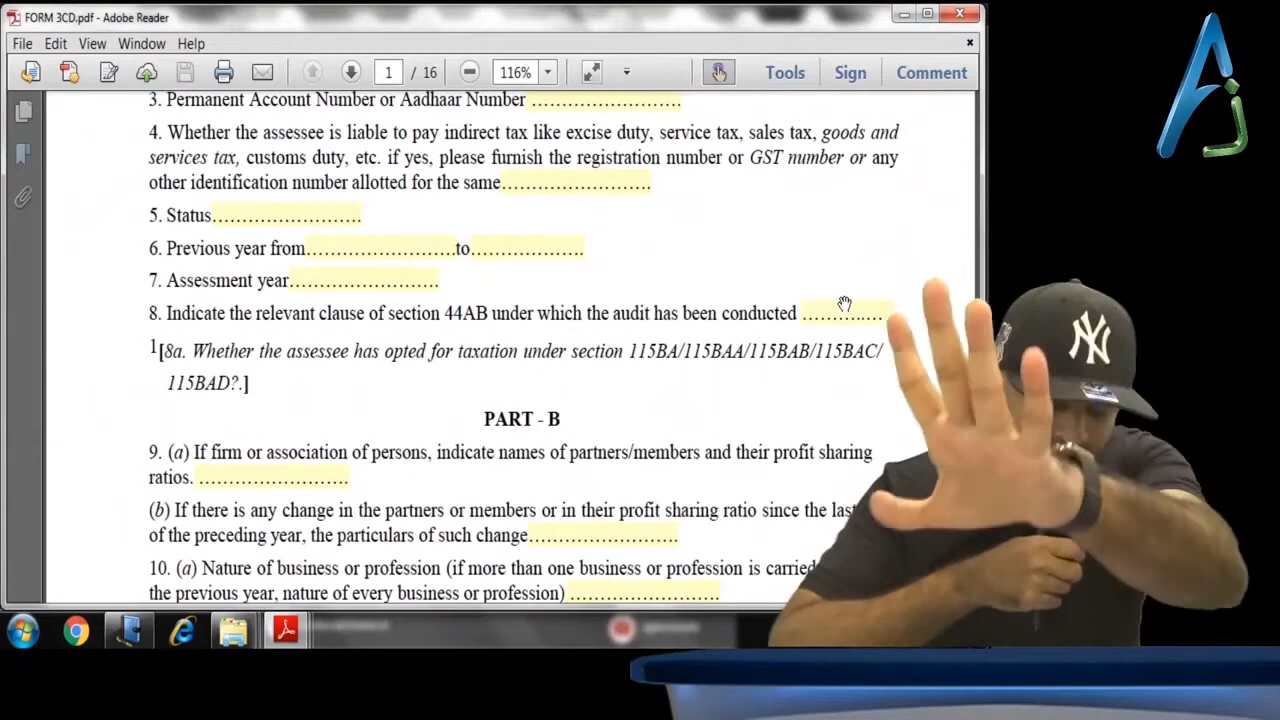 FORM 3CD.pdf - Adobe Reader
File Edit View Window Help
1 / 16 116% Tools Sign Comment
3. Permanent Account Number or Aadhaar Number …………………….
4. Whether the assessee is liable to pay indirect tax like excise duty, service tax, sales tax, goods and
services tax, customs duty, etc. if yes, please furnish the registration number or GST number or any
other identification number allotted for the same…………………….
5. Status…………………….
6. Previous year from…………………….to……………….
7. Assessment year…………………….
8. Indicate the relevant clause of section 44AB under which the audit has been conducted ………..…
1[8a. Whether the assessee has opted for taxation under section 115BA/115BAA/115BAB/115BAC/
115BAD?.]
PART - B
9. (a) If firm or association of persons, indicate names of partners/members and their profit sharing
ratios. …………………….
(b) If there is any change in the partners or members or in their profit sharing ratio since the last
of the preceding year, the particulars of such change…………………….
10. (a) Nature of business or profession (if more than one business or profession is carried
the previous year, nature of every business or profession)…………………….
NY